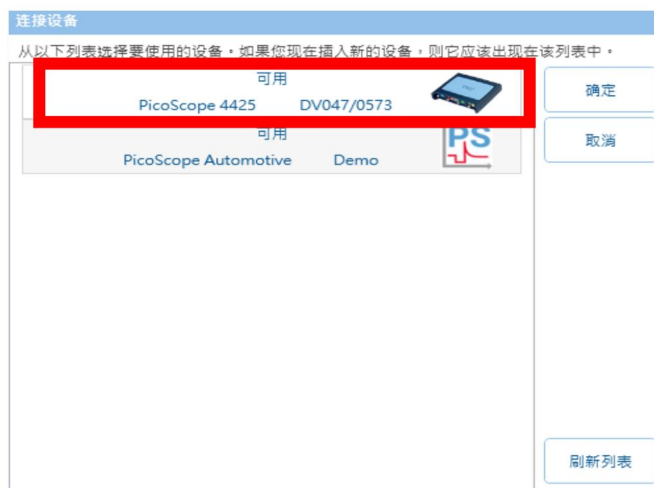 连接设备
从以下列表选择要使用的设备。如果您现在插入新的设备，则它应该出现在该列表中。
可用
PicoScope 4425 DV047/0573
确定
可用
PS
取消
PicoScope Automotive Demo
刷新列表